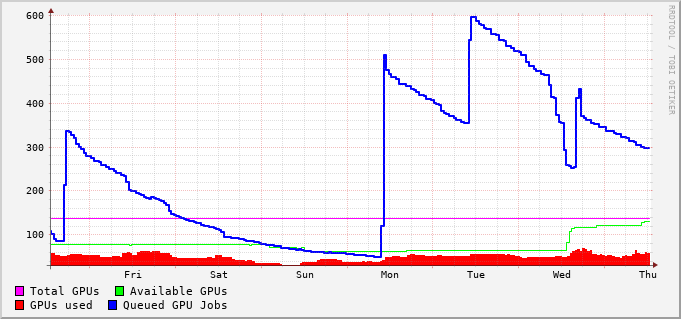 RRDTOOL / TOBI OETIKER
600
500
400
300
200
100
Fri Sat Sun Mon Tue Wed Thu
Total GPUs Available GPUs
GPUs used Queued GPU Jobs